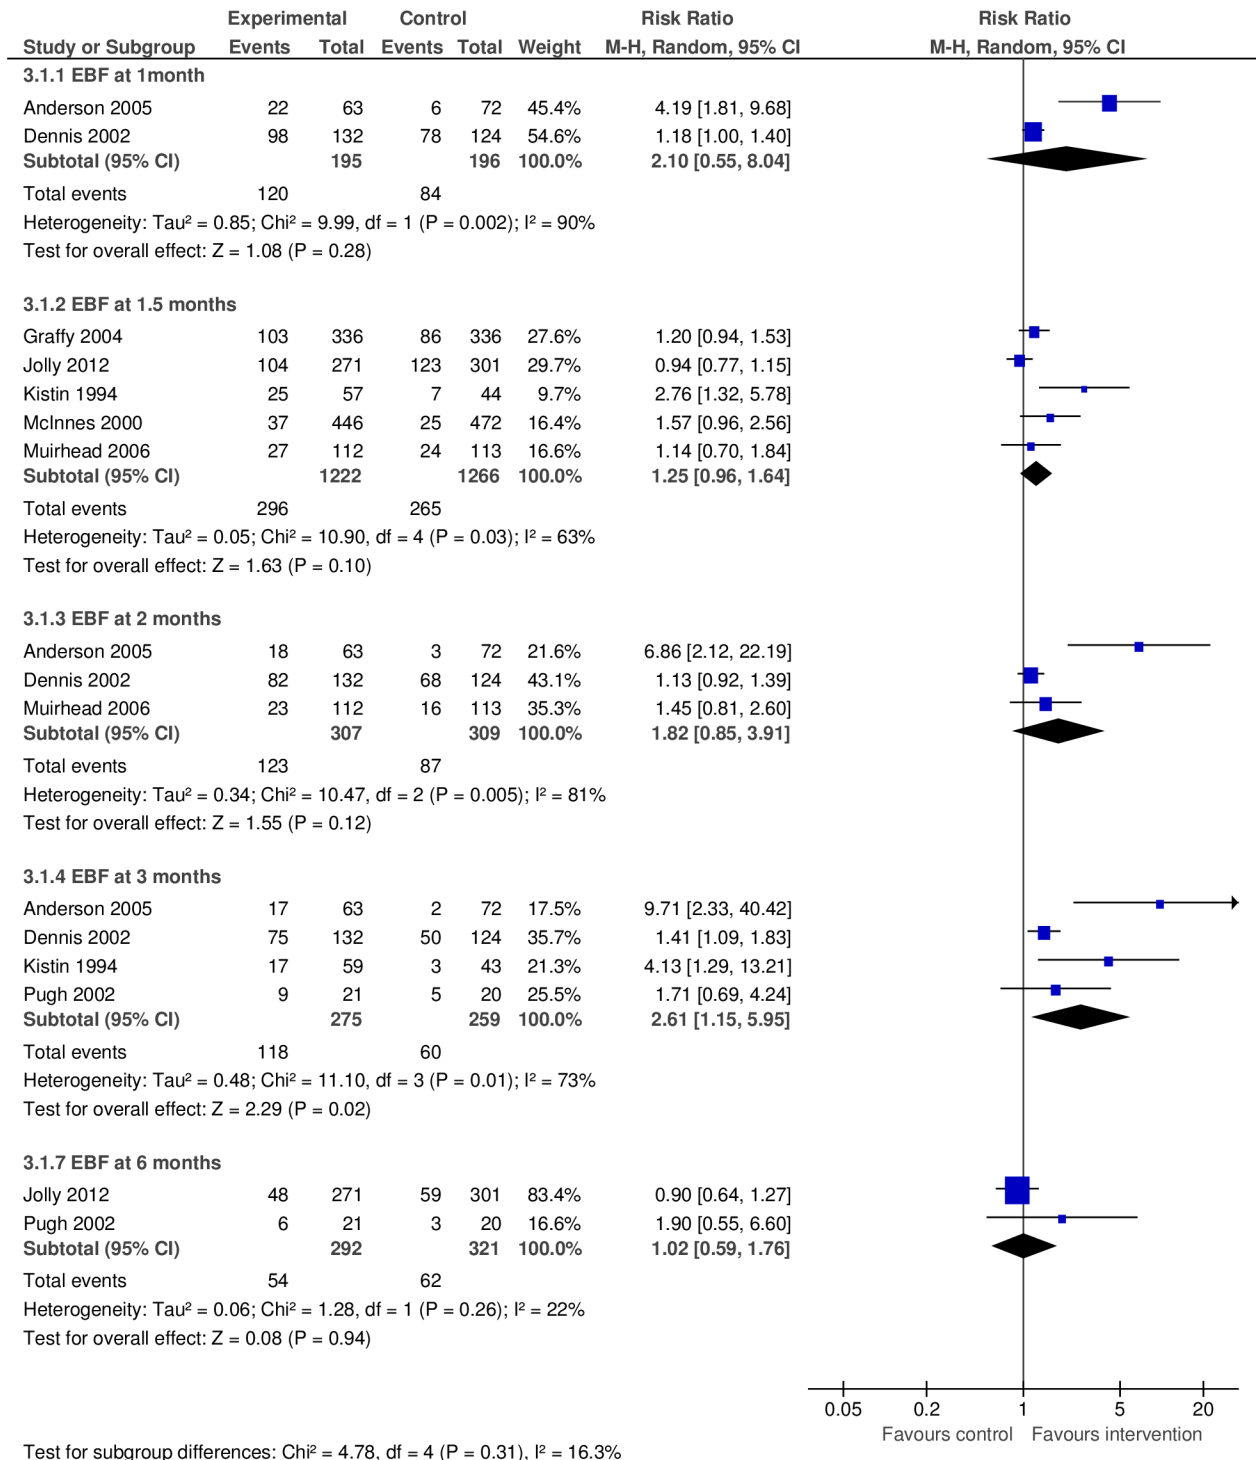 Experimental Control Risk Ratio Risk Ratio
Study or Subgroup Events Total Events Total Weight M-H, Random, 95% CI M-H, Random, 95% CI
3.1.1 EBF at 1month
Anderson 2005 22 63 6 72 45.4% 4.19 [1.81, 9.68]
Dennis 2002 98 132 78 124 54.6% 1.18 [1.00, 1.40]
Subtotal (95% CI) 195 196 100.0% 2.10 [0.55, 8.04]
Total events 120 84
Heterogeneity: Tau² = 0.85; Chi² = 9.99, df = 1 (P = 0.002); I² = 90%
Test for overall effect: Z = 1.08 (P = 0.28)
3.1.2 EBF at 1.5 months
Graffy 2004 103 336 86 336 27.6% 1.20 [0.94, 1.53]
Jolly 2012 104 271 123 301 29.7% 0.94 [0.77, 1.15]
Kistin 1994 25 57 7 44 9.7% 2.76 [1.32, 5.78]
McInnes 2000 37 446 25 472 16.4% 1.57 [0.96, 2.56]
Muirhead 2006 27 112 24 113 16.6% 1.14 [0.70, 1.84]
Subtotal (95% CI) 1222 1266 100.0% 1.25 [0.96, 1.64]
Total events 296 265
Heterogeneity: Tau² = 0.05; Chi² = 10.90, df = 4 (P = 0.03); I² = 63%
Test for overall effect: Z = 1.63 (P = 0.10)
3.1.3 EBF at 2 months
Anderson 2005 18 63 3 72 21.6% 6.86 [2.12, 22.19]
Dennis 2002 82 132 68 124 43.1% 1.13 [0.92, 1.39]
Muirhead 2006 23 112 16 113 35.3% 1.45 [0.81, 2.60]
Subtotal (95% CI) 307 309 100.0% 1.82 [0.85, 3.91]
Total events 123 87
Heterogeneity: Tau² = 0.34; Chi² = 10.47, df = 2 (P = 0.005); I² = 81%
Test for overall effect: Z = 1.55 (P = 0.12)
3.1.4 EBF at 3 months
Anderson 2005 17 63 2 72 17.5% 9.71 [2.33, 40.42]
Dennis 2002 75 132 50 124 35.7% 1.41 [1.09, 1.83]
Kistin 1994 17 59 3 43 21.3% 4.13 [1.29, 13.21]
Pugh 2002 9 21 5 20 25.5% 1.71 [0.69, 4.24]
Subtotal (95% CI) 275 259 100.0% 2.61 [1.15, 5.95]
Total events 118 60
Heterogeneity: Tau² = 0.48; Chi² = 11.10, df = 3 (P = 0.01); I² = 73%
Test for overall effect: Z = 2.29 (P = 0.02)
3.1.7 EBF at 6 months
Jolly 2012 48 271 59 301 83.4% 0.90 [0.64, 1.27]
Pugh 2002 6 21 3 20 16.6% 1.90 [0.55, 6.60]
Subtotal (95% CI) 292 321 100.0% 1.02 [0.59, 1.76]
Total events 54 62
Heterogeneity: Tau² = 0.06; Chi² = 1.28, df = 1 (P = 0.26); I² = 22%
Test for overall effect: Z = 0.08 (P = 0.94)
0.05 0.2 1 5 20
Favours control Favours intervention
Test for subgroup differences: Chi² = 4.78, df = 4 (P = 0.31), I² = 16.3%